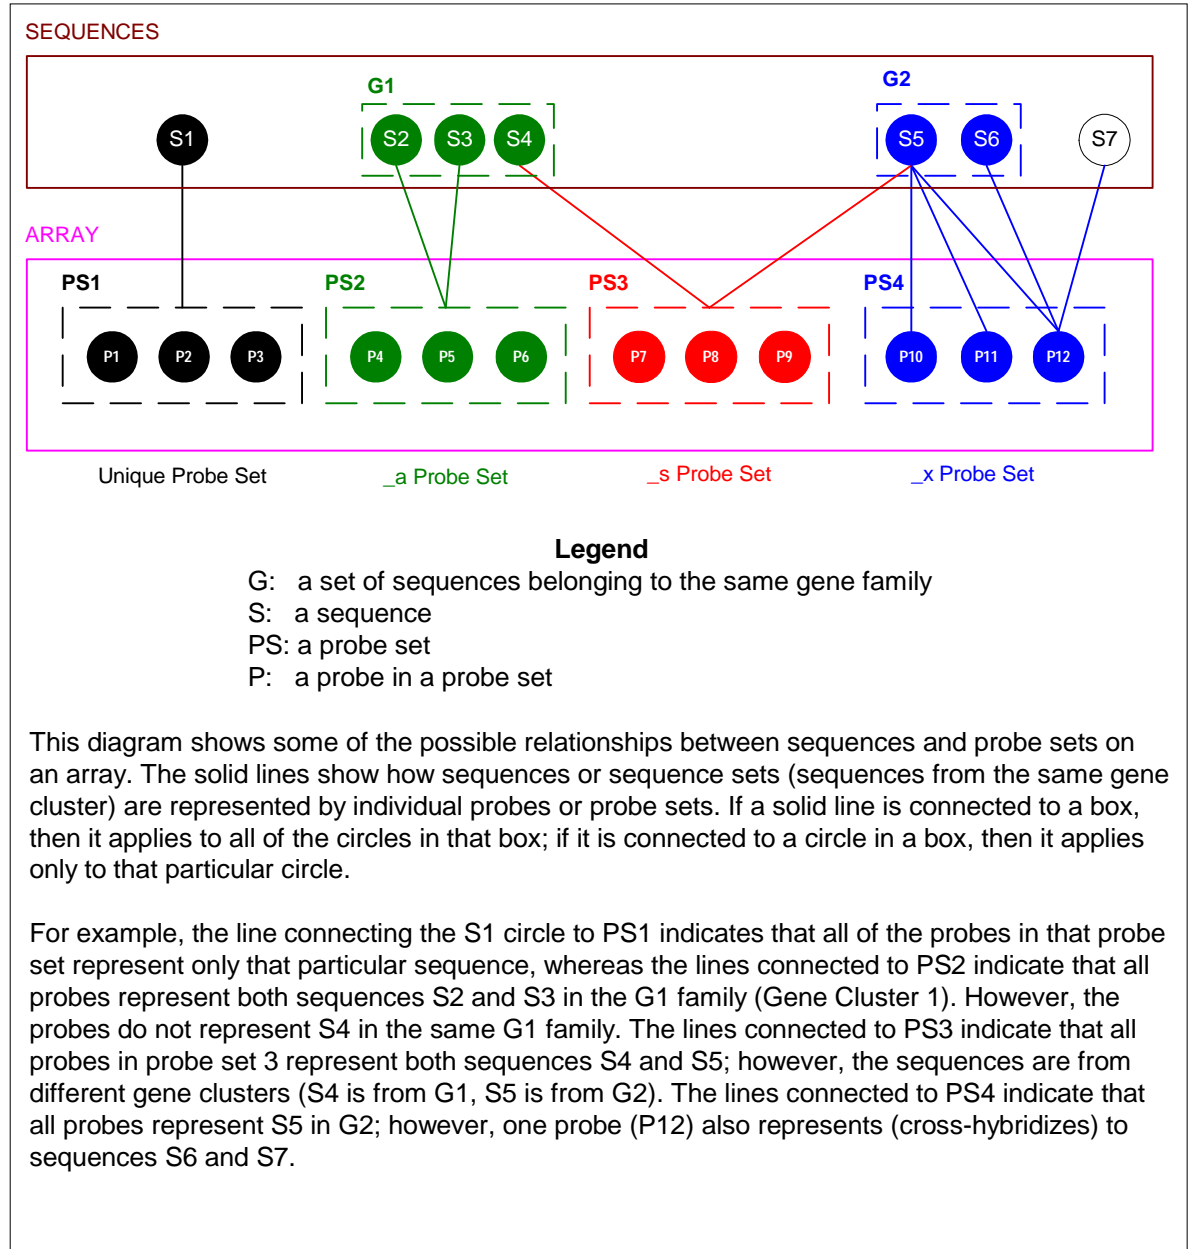 SEQUENCES
G1
G2
S1
S2
S3
S4
S5
S6
S7
ARRAY
PS1
PS2
PS3
PS4
P1
P2
P3
P4
P5
P6
P7
P8
P9
P10
P11
P12
Unique Probe Set
_a Probe Set
_s Probe Set
_x Probe Set
Legend
G: a set of sequences belonging to the same gene family
S: a sequence
PS: a probe set
P: a probe in a probe set
This diagram shows some of the possible relationships between sequences and probe sets on
an array. The solid lines show how sequences or sequence sets (sequences from the same gene
cluster) are represented by individual probes or probe sets. If a solid line is connected to a box,
then it applies to all of the circles in that box; if it is connected to a circle in a box, then it applies
only to that particular circle.
For example, the line connecting the S1 circle to PS1 indicates that all of the probes in that probe
set represent only that particular sequence, whereas the lines connected to PS2 indicate that all
probes represent both sequences S2 and S3 in the G1 family (Gene Cluster 1). However, the
probes do not represent S4 in the same G1 family. The lines connected to PS3 indicate that all
probes in probe set 3 represent both sequences S4 and S5; however, the sequences are from
different gene clusters (S4 is from G1, S5 is from G2). The lines connected to PS4 indicate that
all probes represent S5 in G2; however, one probe (P12) also represents (cross-hybridizes) to
sequences S6 and S7.